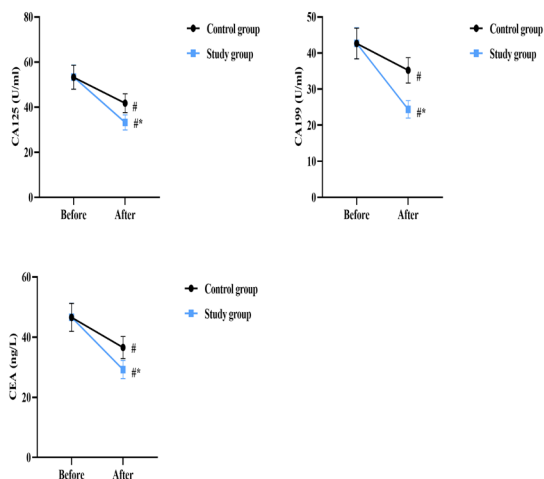 80
60
40
20
0
CA125 (U/ml)
Before
After
#
#*
Control group
Study group
50
40
30
20
10
0
CA199 (U/ml)
Before
After
#
#*
Control group
Study group
60
40
20
0
CEA (ng/L)
Before
After
#
#*
Control group
Study group